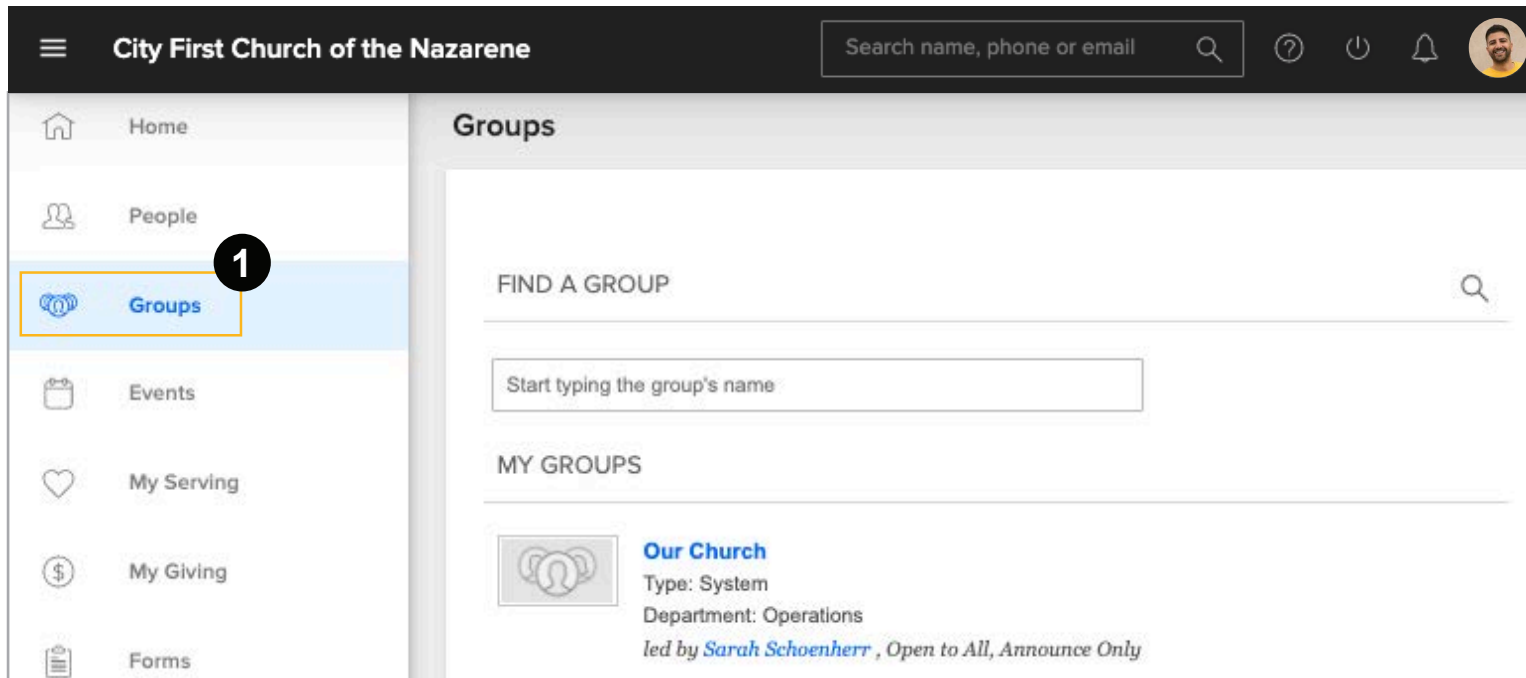 City First Church of the Nazarene
Search name, phone or email
Home
People
1
Groups
Events
My Serving
My Giving
Forms
Groups
FIND A GROUP
Start typing the group's name
MY GROUPS
Our Church
Type: System
Department: Operations
led by Sarah Schoenherr , Open to All, Announce Only